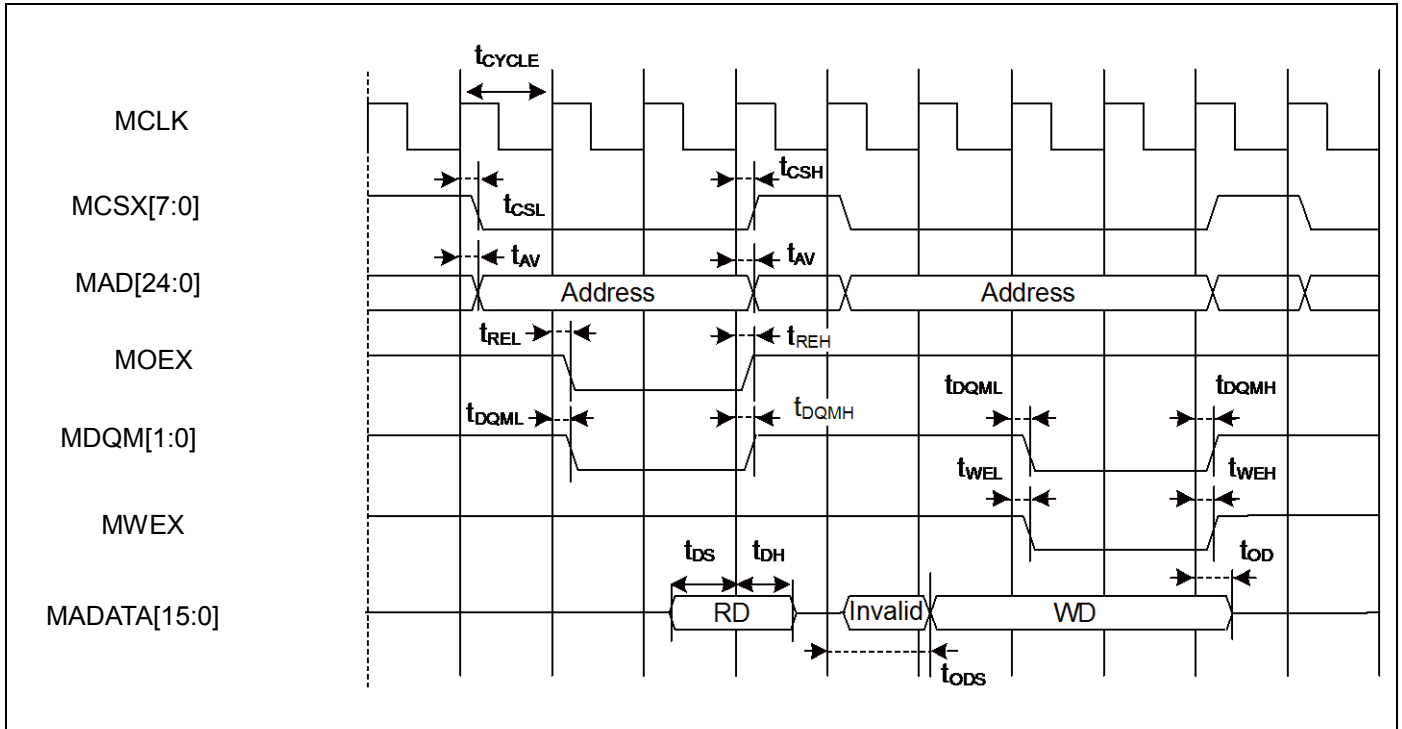 tCYCLE
MCLK
tCSH
MCSX[7:0]
tCSL
tAV tAV
MAD[24:0] Address Address
tREL tREH
MOEX
tDQML tDQMH tDQML tDQMH
MDQM[1:0]
tWEL tWEH
MWEX
tDS tDH tOD
MADATA[15:0] RD Invalid WD
tODS